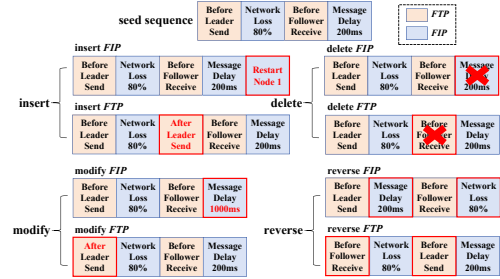 seed sequence
Before Leader Send
Network Loss 80%
Before Follower Receive
Message Delay 200ms
FTP
FIP
insert
insert FIP
Before Leader Send
Network Loss 80%
Before Follower Receive
Message Delay 200ms
Restart Node 1
insert FTP
Before Leader Send
Network Loss 80%
After Leader Send
Before Follower Receive
Message Delay 200ms
delete
delete FIP
Before Leader Send
Network Loss 80%
Before Follower Receive
Message Delay 200ms
delete FTP
Before Leader Send
Network Loss 80%
Before Follower Receive
Message Delay 200ms
modify
modify FIP
Before Leader Send
Network Loss 80%
Before Follower Receive
Message Delay 1000ms
modify FTP
After Leader Send
Network Loss 80%
Before Follower Receive
Message Delay 200ms
reverse
reverse FIP
Before Leader Send
Message Delay 200ms
Before Follower Receive
Network Loss 80%
reverse FTP
Before Follower Receive
Network Loss 80%
Before Leader Send
Message Delay 200ms